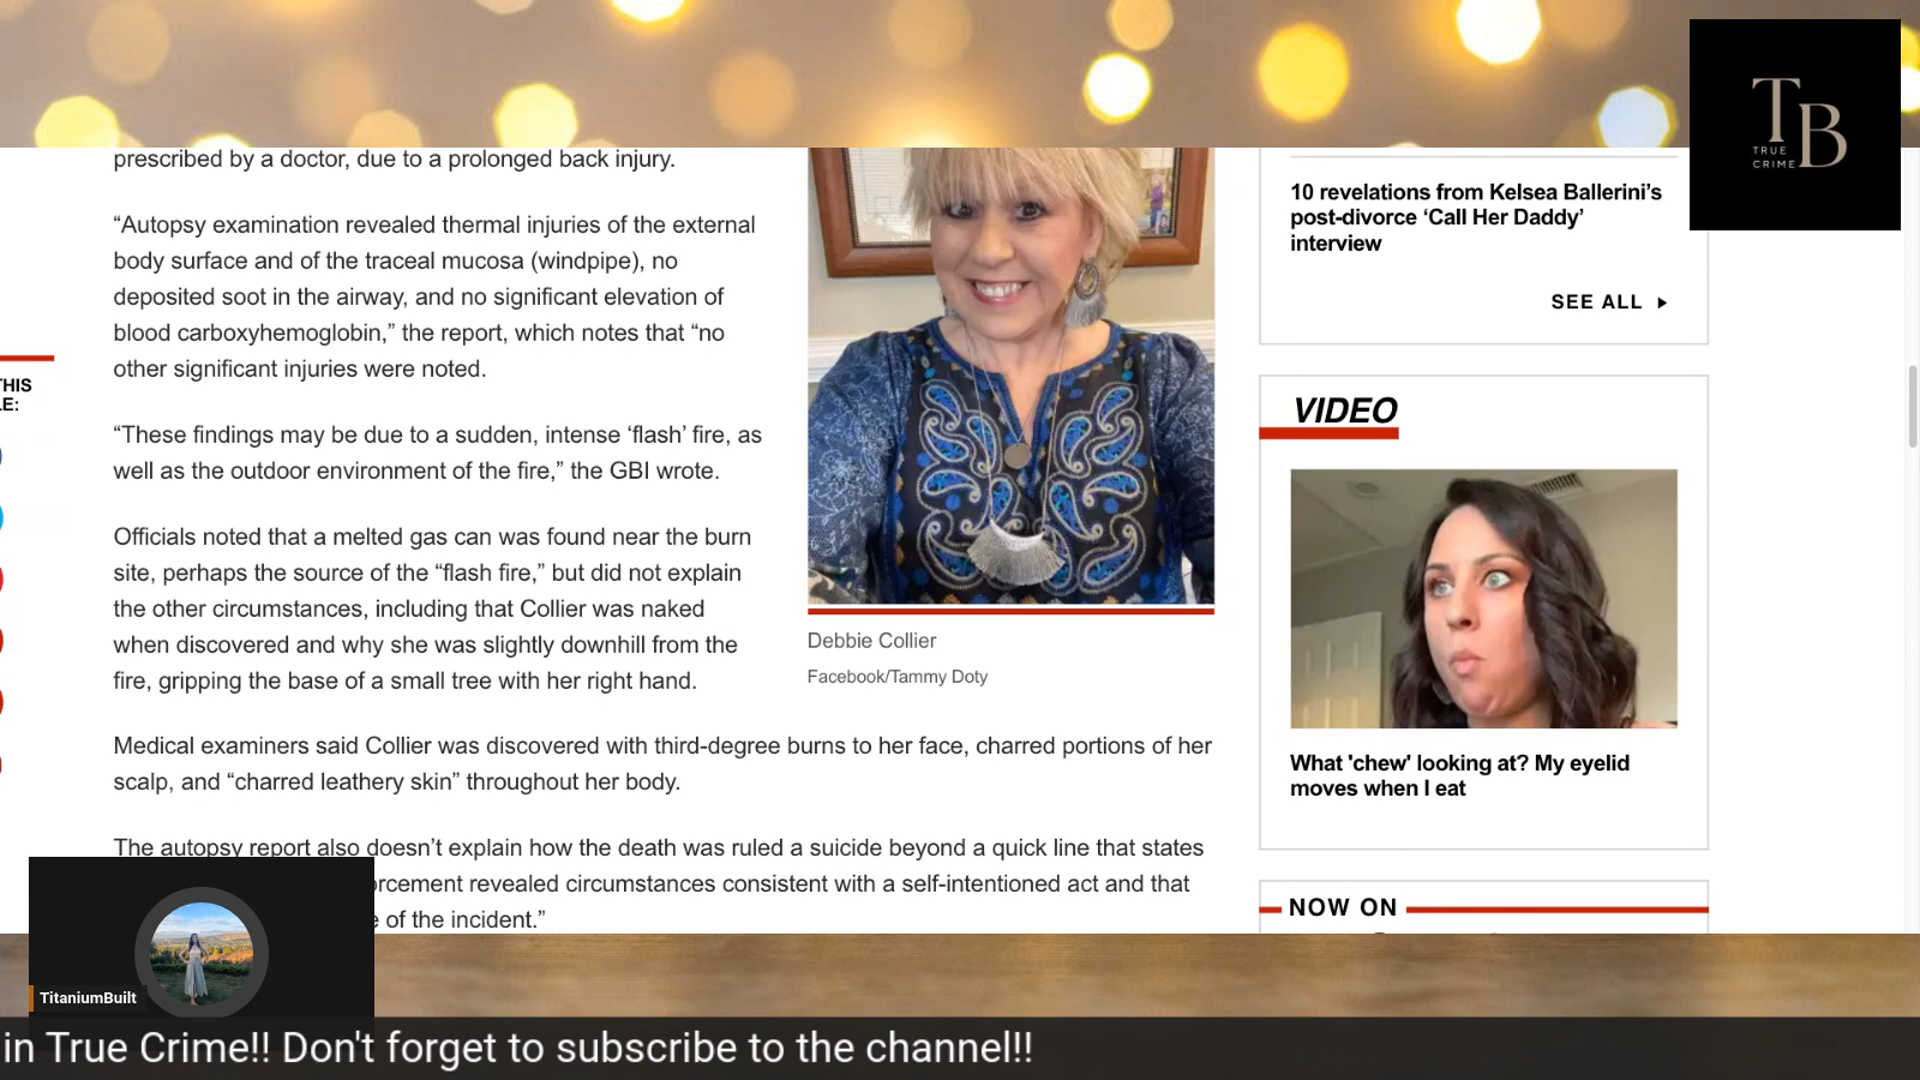 prescribed by a doctor, due to a prolonged back injury.
“Autopsy examination revealed thermal injuries of the external
body surface and of the traceal mucosa (windpipe), no
deposited soot in the airway, and no significant elevation of
blood carboxyhemoglobin,” the report, which notes that “no
other significant injuries were noted.
“These findings may be due to a sudden, intense ‘flash’ fire, as
well as the outdoor environment of the fire,” the GBI wrote.
Officials noted that a melted gas can was found near the burn
site, perhaps the source of the “flash fire,” but did not explain
the other circumstances, including that Collier was naked
when discovered and why she was slightly downhill from the
fire, gripping the base of a small tree with her right hand.
Debbie Collier
Facebook/Tammy Doty
Medical examiners said Collier was discovered with third-degree burns to her face, charred portions of her
scalp, and “charred leathery skin” throughout her body.
The autopsy report also doesn’t explain how the death was ruled a suicide beyond a quick line that states
orcement revealed circumstances consistent with a self-intentioned act and that
e of the incident.”
THIS
LE:
10 revelations from Kelsea Ballerini’s
post-divorce ‘Call Her Daddy’
interview
SEE ALL
VIDEO
What 'chew' looking at? My eyelid
moves when I eat
NOW ON
TB
TRUE
CRIME
TitaniumBuilt
in True Crime!! Don't forget to subscribe to the channel!!